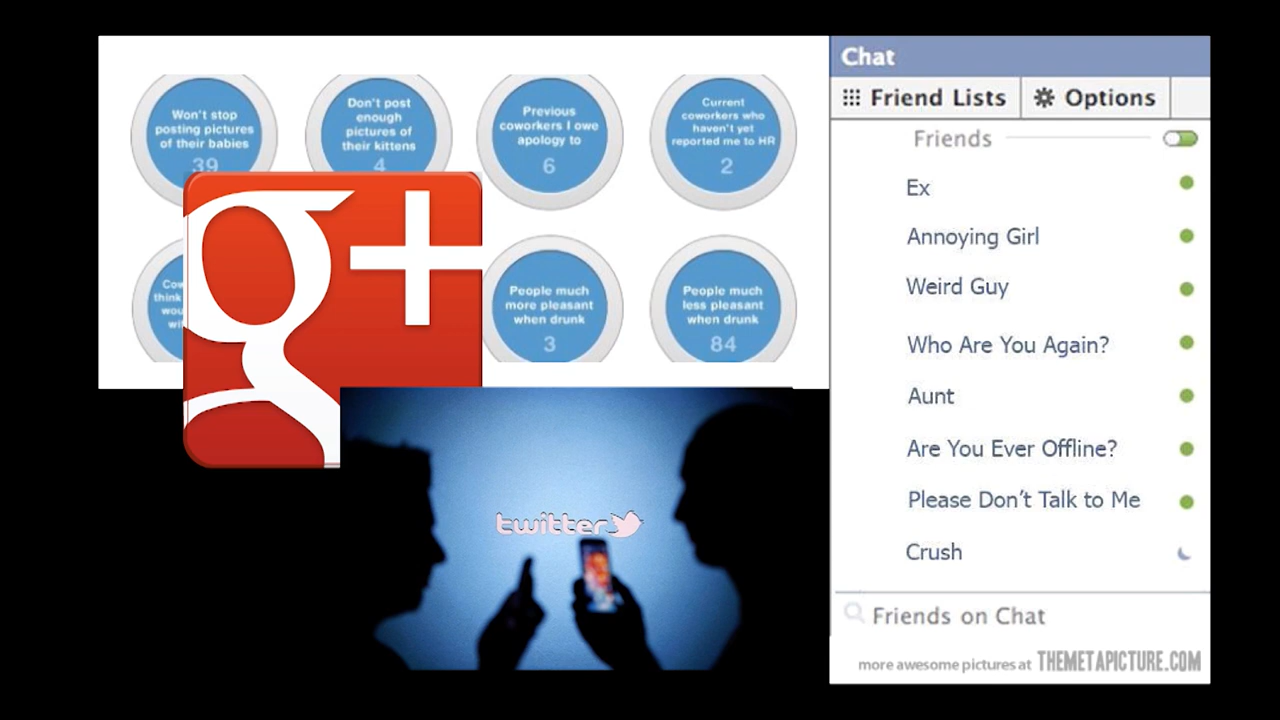 Won't stop
posting pictures
of their babies
39
Don't post
enough
pictures of
their kittens
4
Previous
coworkers I owe
apology to
6
Current
coworkers who
haven't yet
reported me to HR
2
think
People much
more pleasant
when drunk
3
People much
less pleasant
when drunk
84
g+
twitter
Chat
Friend Lists
Options
Friends
Ex
Annoying Girl
Weird Guy
Who Are You Again?
Aunt
Are You Ever Offline?
Please Don't Talk to Me
Crush
Friends on Chat
more awesome pictures at THEMETAPICTURE.COM